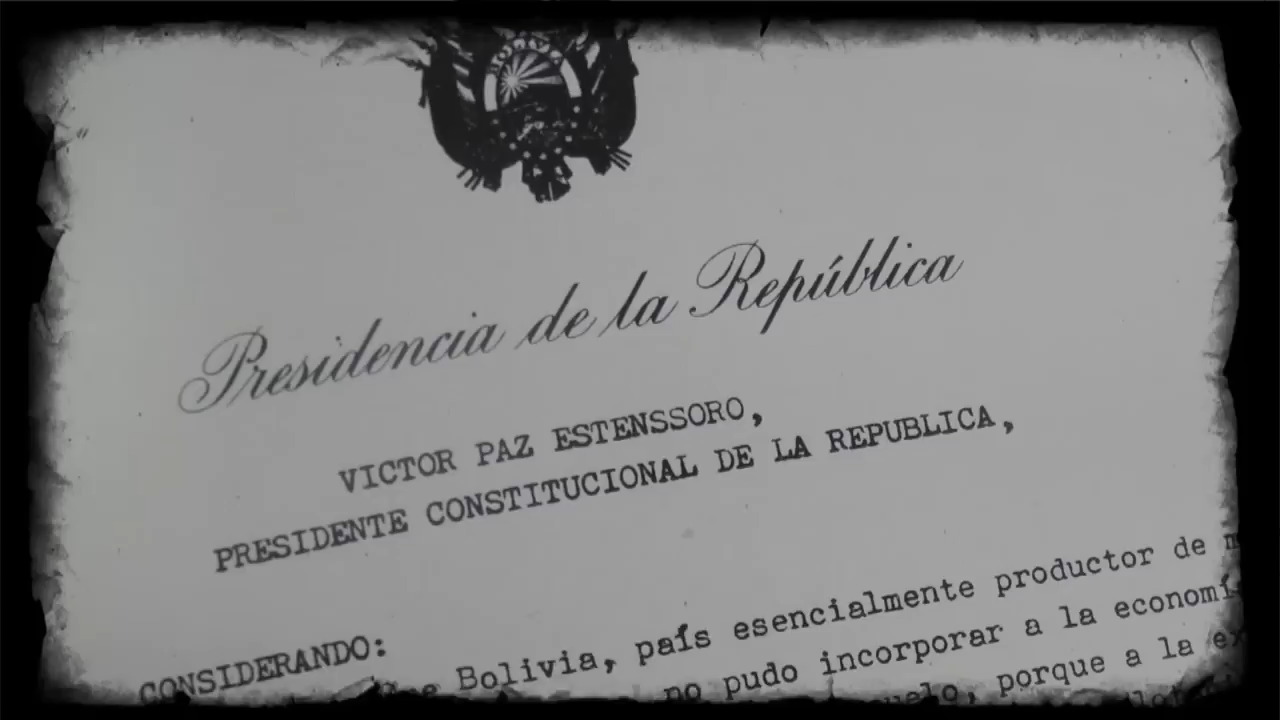 BOLIVIA
Presidencia de la República
VICTOR PAZ ESTENSSORO,
PRESIDENTE CONSTITUCIONAL DE LA REPUBLICA,
CONSIDERANDO:
Bolivia, país esencialmente productor de
no pudo incorporar a la
porque a la